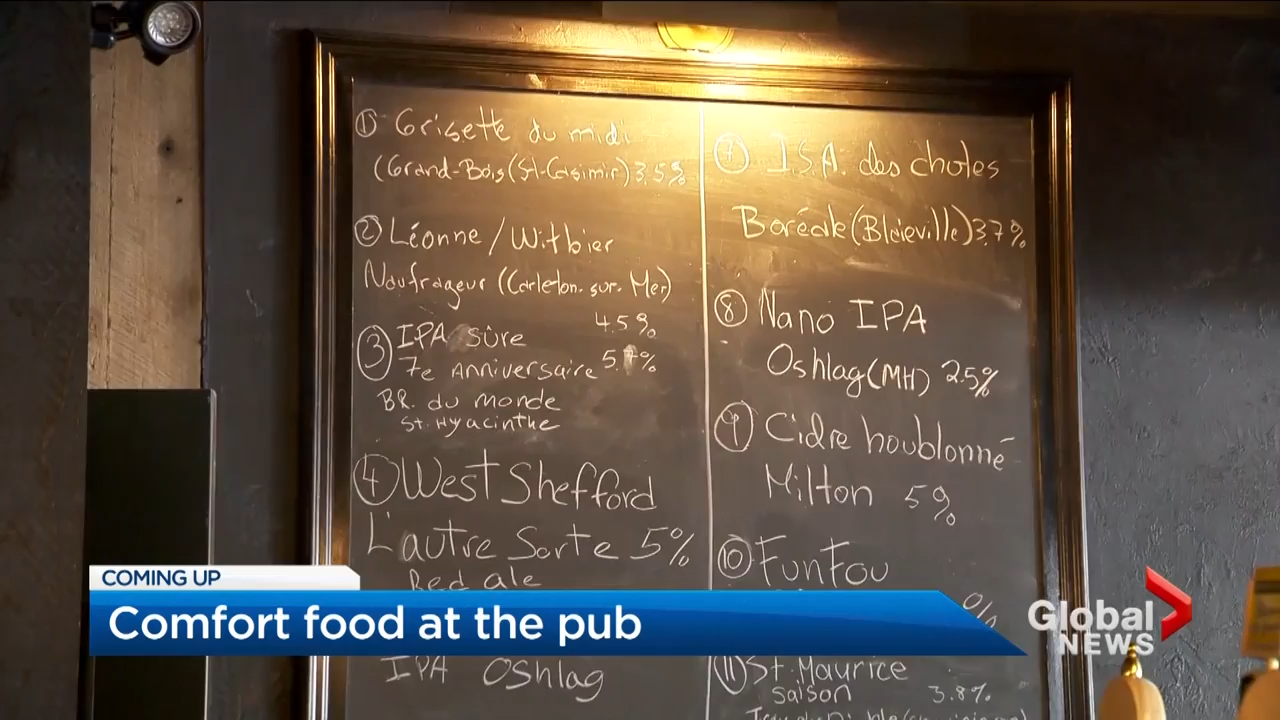 ① Grisette du midi
(Grand-Bois (St-Casimir) 3.5%
② Léonne / Witbier
Naufrageur (Carleton-sur-Mer)
4.5%
③ IPA sûre
7e Anniversaire 5.7%
BR. du monde
St. Hyacinthe
④ West Shefford
L'autre Sorte 5%
Red ale
IPA Oshlag
⑦ I.S.A. des chutes
Boréale (Blainville) 3.7%
⑧ Nano IPA
Oshlag (MH) 2.5%
⑨ Cidre houblonné
Milton 5%
⑩ FunFou
%
⑪ St. Maurice
Saison 3.8%
COMING UP
Comfort food at the pub
Global
NEWS